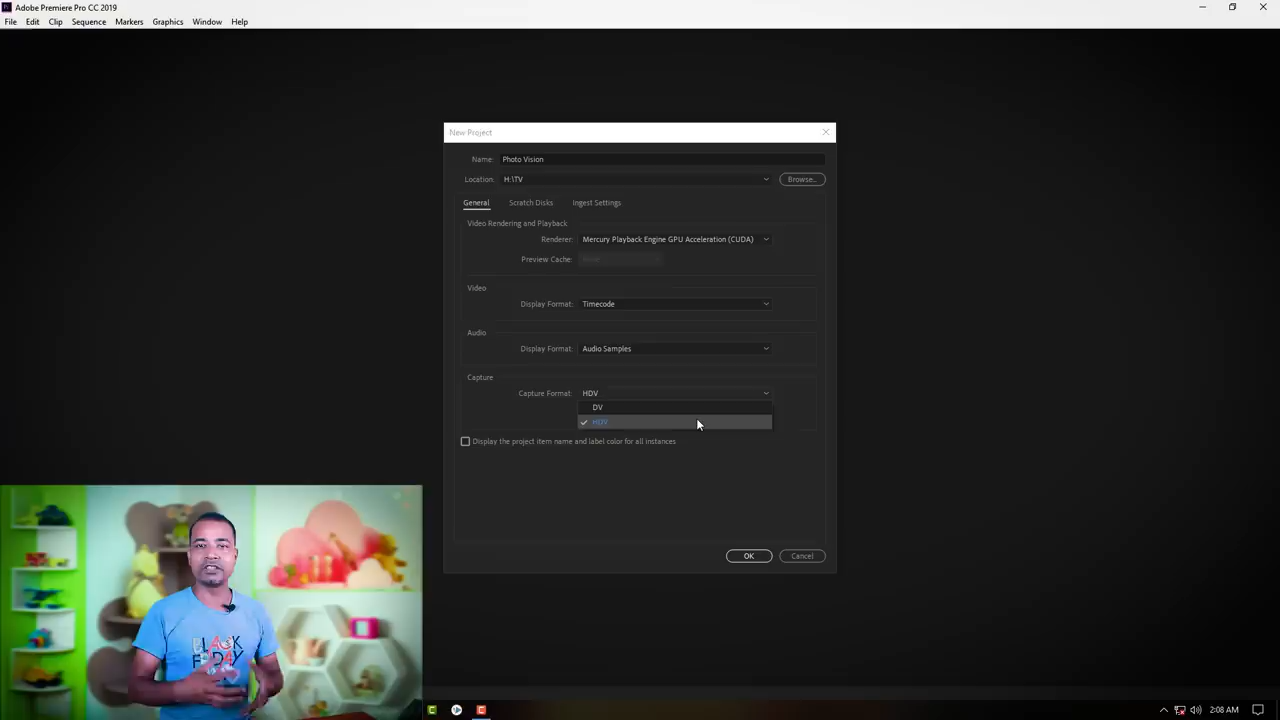 Adobe Premiere Pro CC 2019
File Edit Clip Sequence Markers Graphics Window Help
New Project
Name: Photo Vision
Location: H:\TV Browse...
General Scratch Disks Ingest Settings
Video Rendering and Playback
Renderer: Mercury Playback Engine GPU Acceleration (CUDA)
Preview Cache:
Video
Display Format: Timecode
Audio
Display Format: Audio Samples
Capture
Capture Format: HDV
DV
HDV
Display the project item name and label color for all instances
OK Cancel
BLACK
FRIDAY
2:08 AM